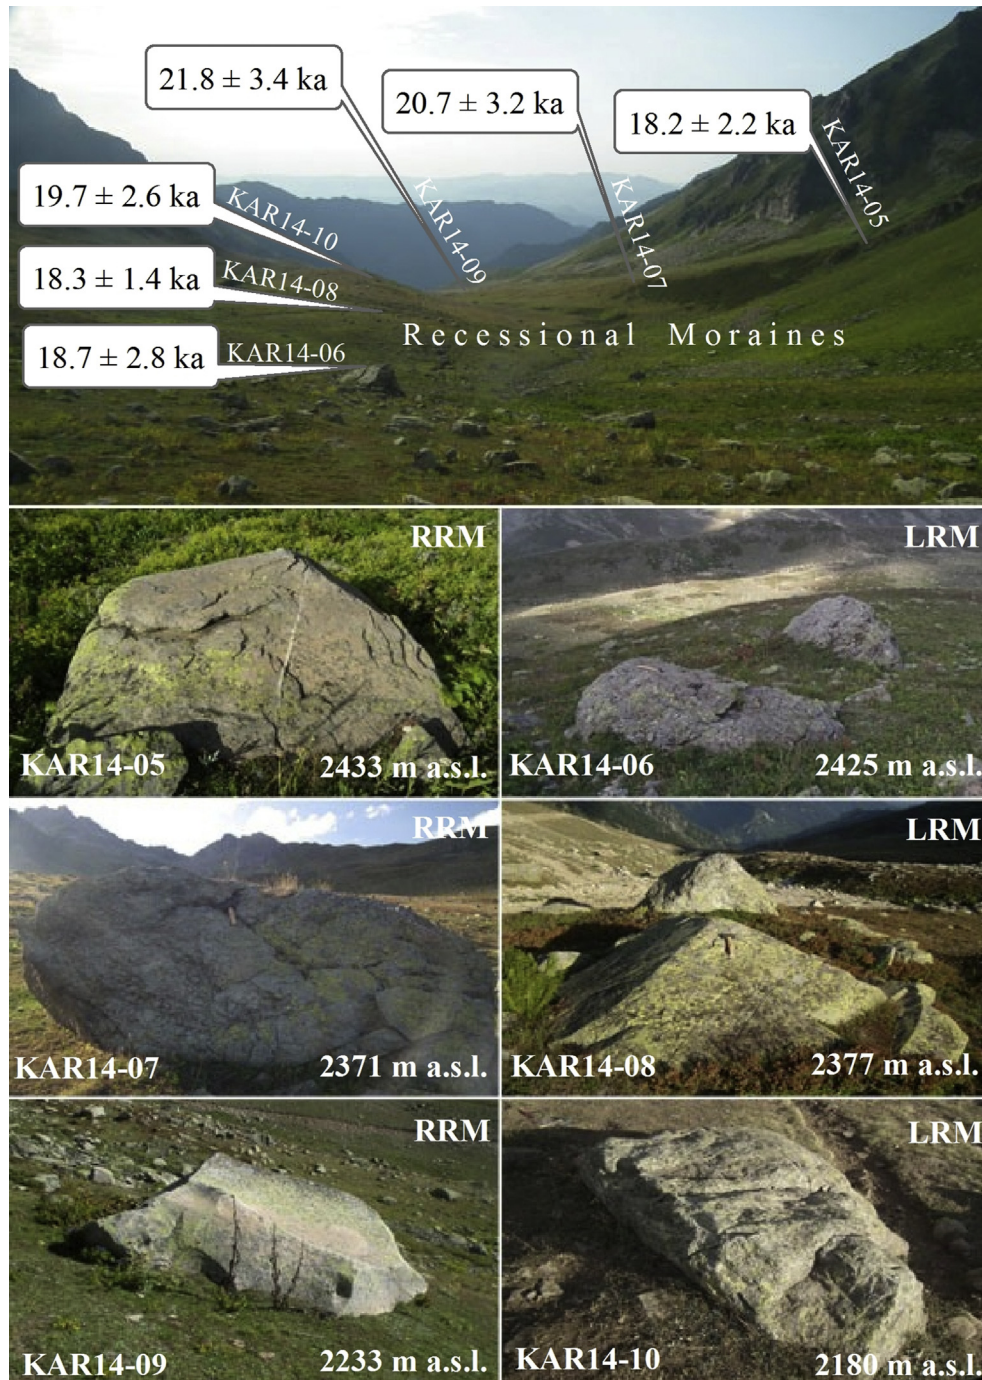 21.8 ± 3.4 ka
20.7 ± 3.2 ka
18.2 ± 2.2 ka
19.7 ± 2.6 ka
KAR14-10
KAR14-09
KAR14-07
KAR14-05
18.3 ± 1.4 ka
KAR14-08
Recessional Moraines
18.7 ± 2.8 ka
KAR14-06
RRM
KAR14-05
2433 m a.s.l.
LRM
KAR14-06
2425 m a.s.l.
RRM
KAR14-07
2371 m a.s.l.
LRM
KAR14-08
2377 m a.s.l.
RRM
KAR14-09
2233 m a.s.l.
LRM
KAR14-10
2180 m a.s.l.